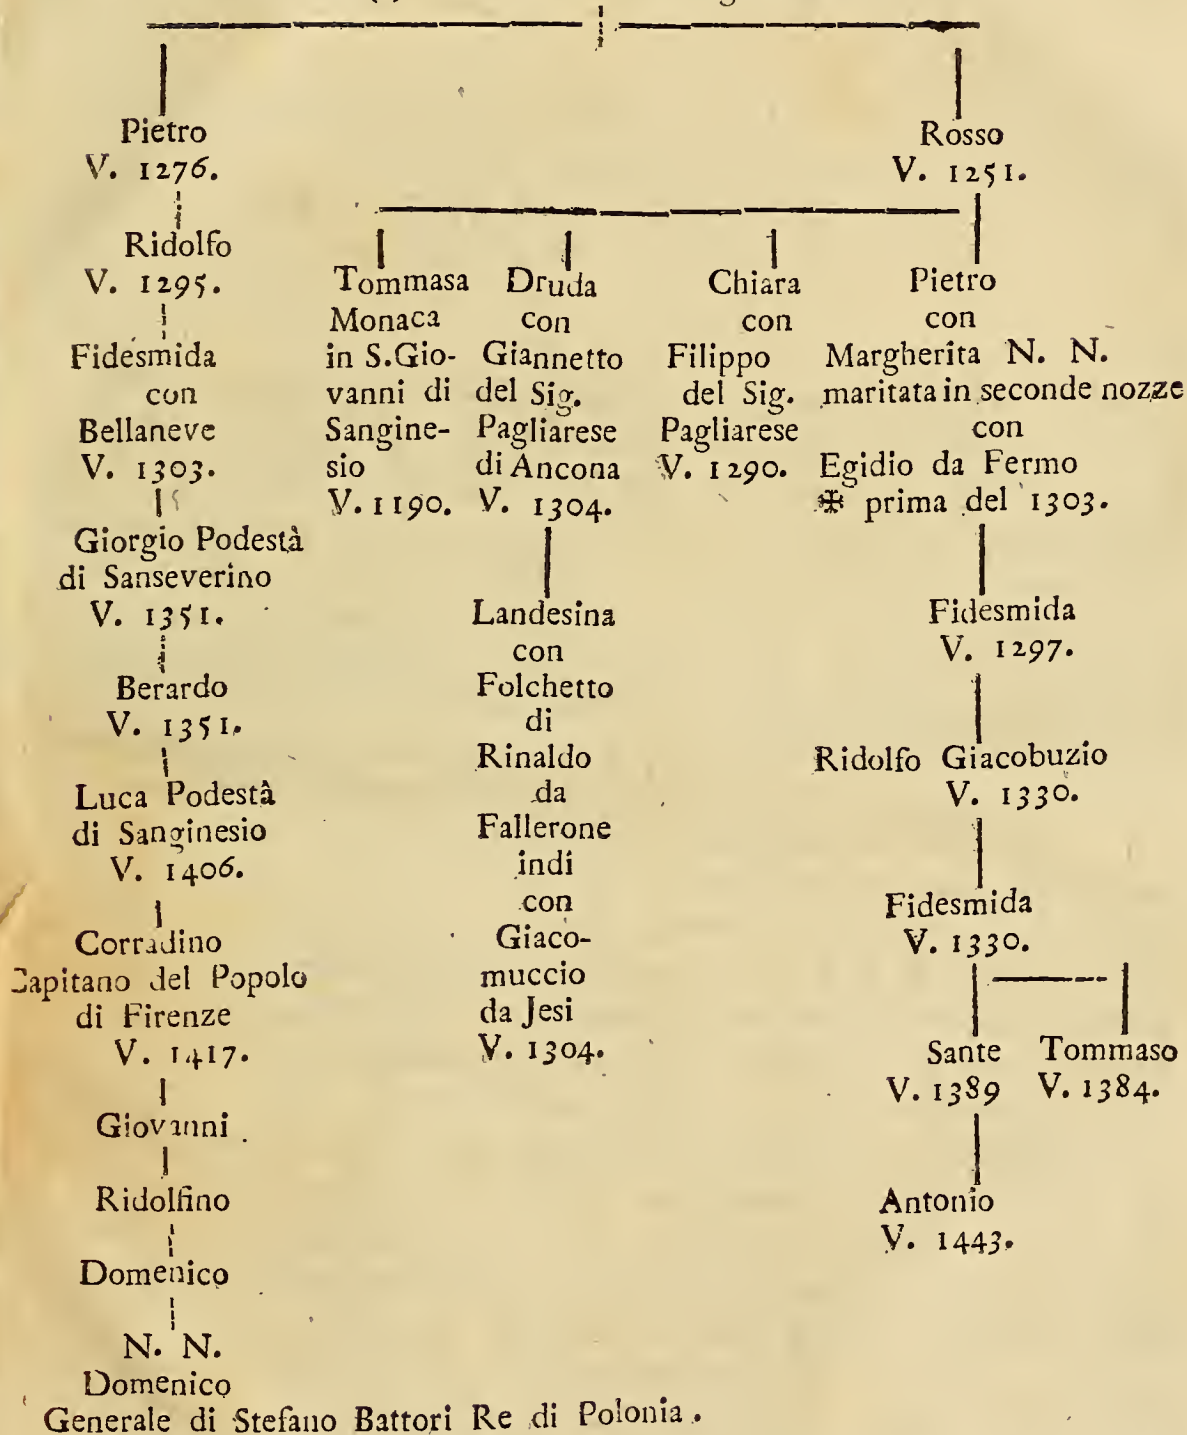 Pietro
V. 1276.
Ridolfo
V. 1295.
Fidesmida
con
Bellaneve
V. 1303.
Giorgio Podestà
di Sanseverino
V. 1351.
Berardo
V. 1351.
Luca Podestà
di Sanginesio
V. 1406.
Corradino
Capitano del Popolo
di Firenze
V. 1417.
Giovanni
Ridolfino
Domenico
N. N.
Domenico
Generale di Stefano Battori Re di Polonia.
Rosso
V. 1251.
Tommasa
Monaca
in S. Gio-
vanni di
Sangine-
sio
V. 1190.
Druda
con
Giannetto
del Sig.
Pagliarese
di Ancona
V. 1304.
Landesina
con
Folchetto
di
Rinaldo
da
Fallerone
indi
con
Giaco-
muccio
da Jesi
V. 1304.
Chiara
con
Filippo
del Sig.
Pagliarese
V. 1290.
Pietro
con
Margherita N. N.
maritata in seconde nozze
con
Egidio da Fermo
✠ prima del 1303.
Fidesmida
V. 1297.
Ridolfo Giacobuzio
V. 1330.
Fidesmida
V. 1330.
Sante
V. 1389
Tommaso
V. 1384.
Antonio
V. 1443.